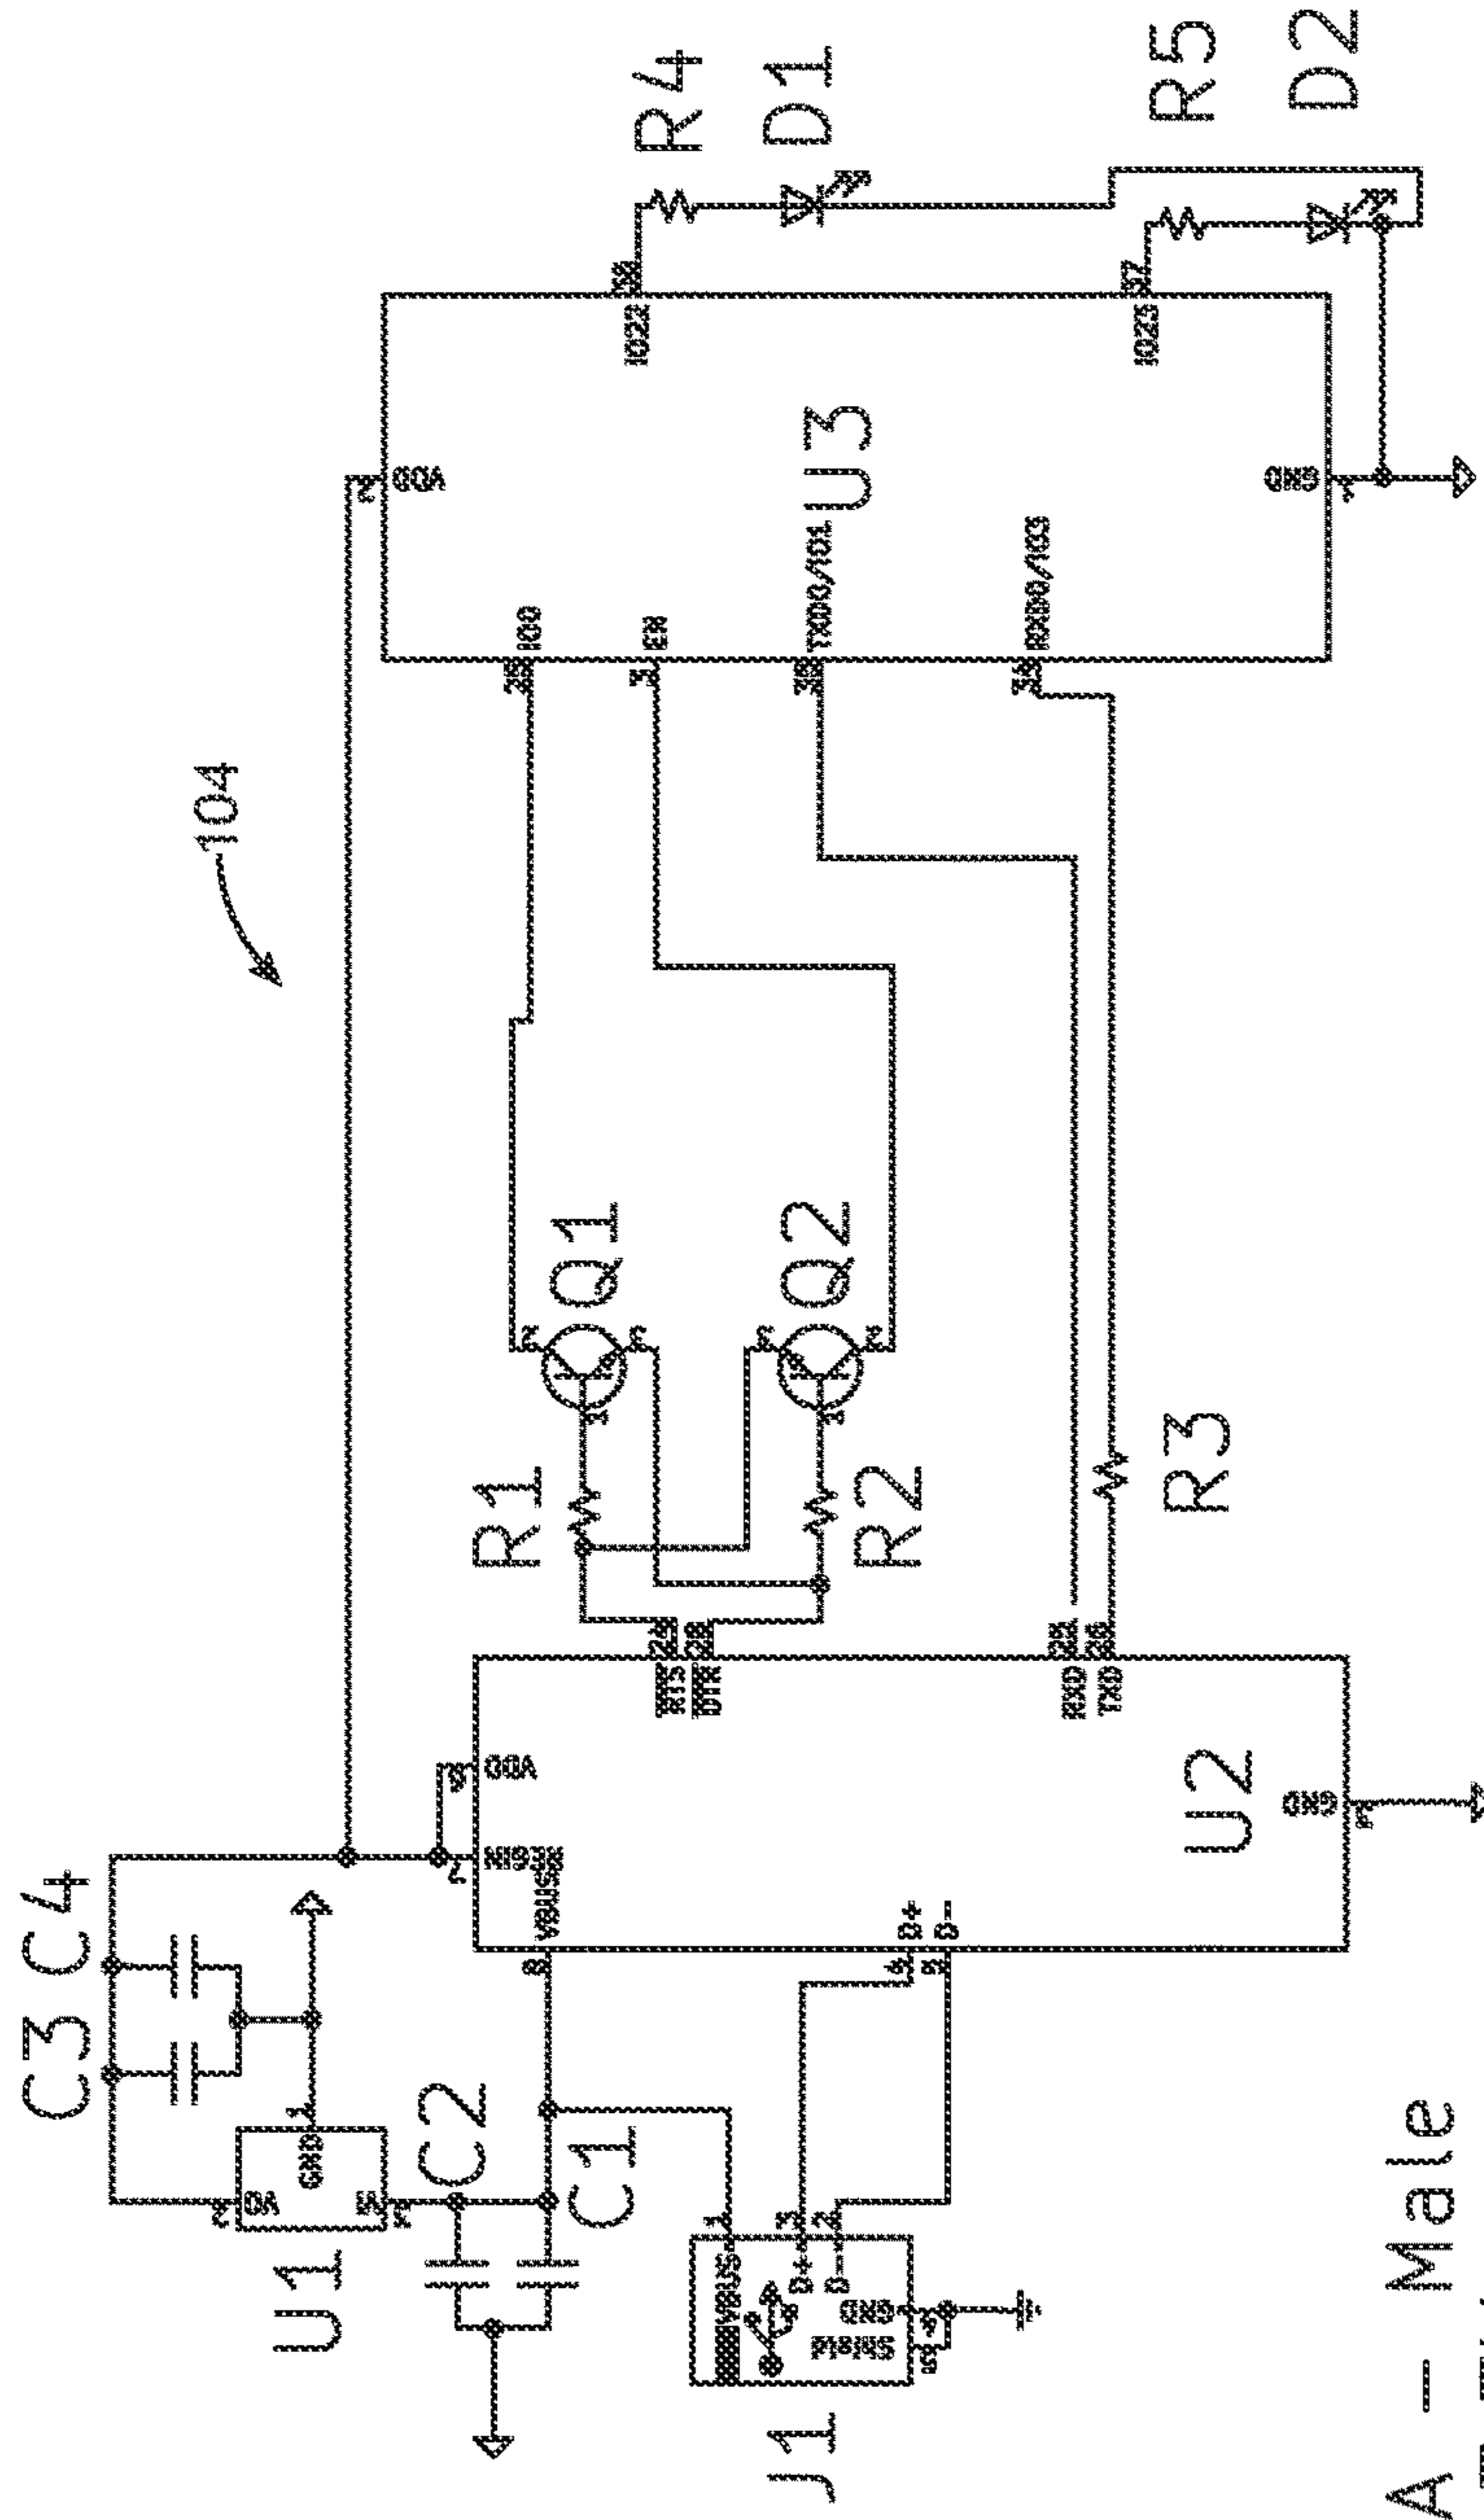 104
C3 C4
U1
GND
C2
C1
J1
VBUS
D+
D-
GND
A - Male
VBUS
VDD
D+
D-
RTS
DTR
RXD
TXD
GND
U2
R1
Q1
R2
Q2
R3
VDD
IO0
EN
TXD0/IO1
RXD0/IO3
IO22
IO23
GND
U3
R4
D1
R5
D2